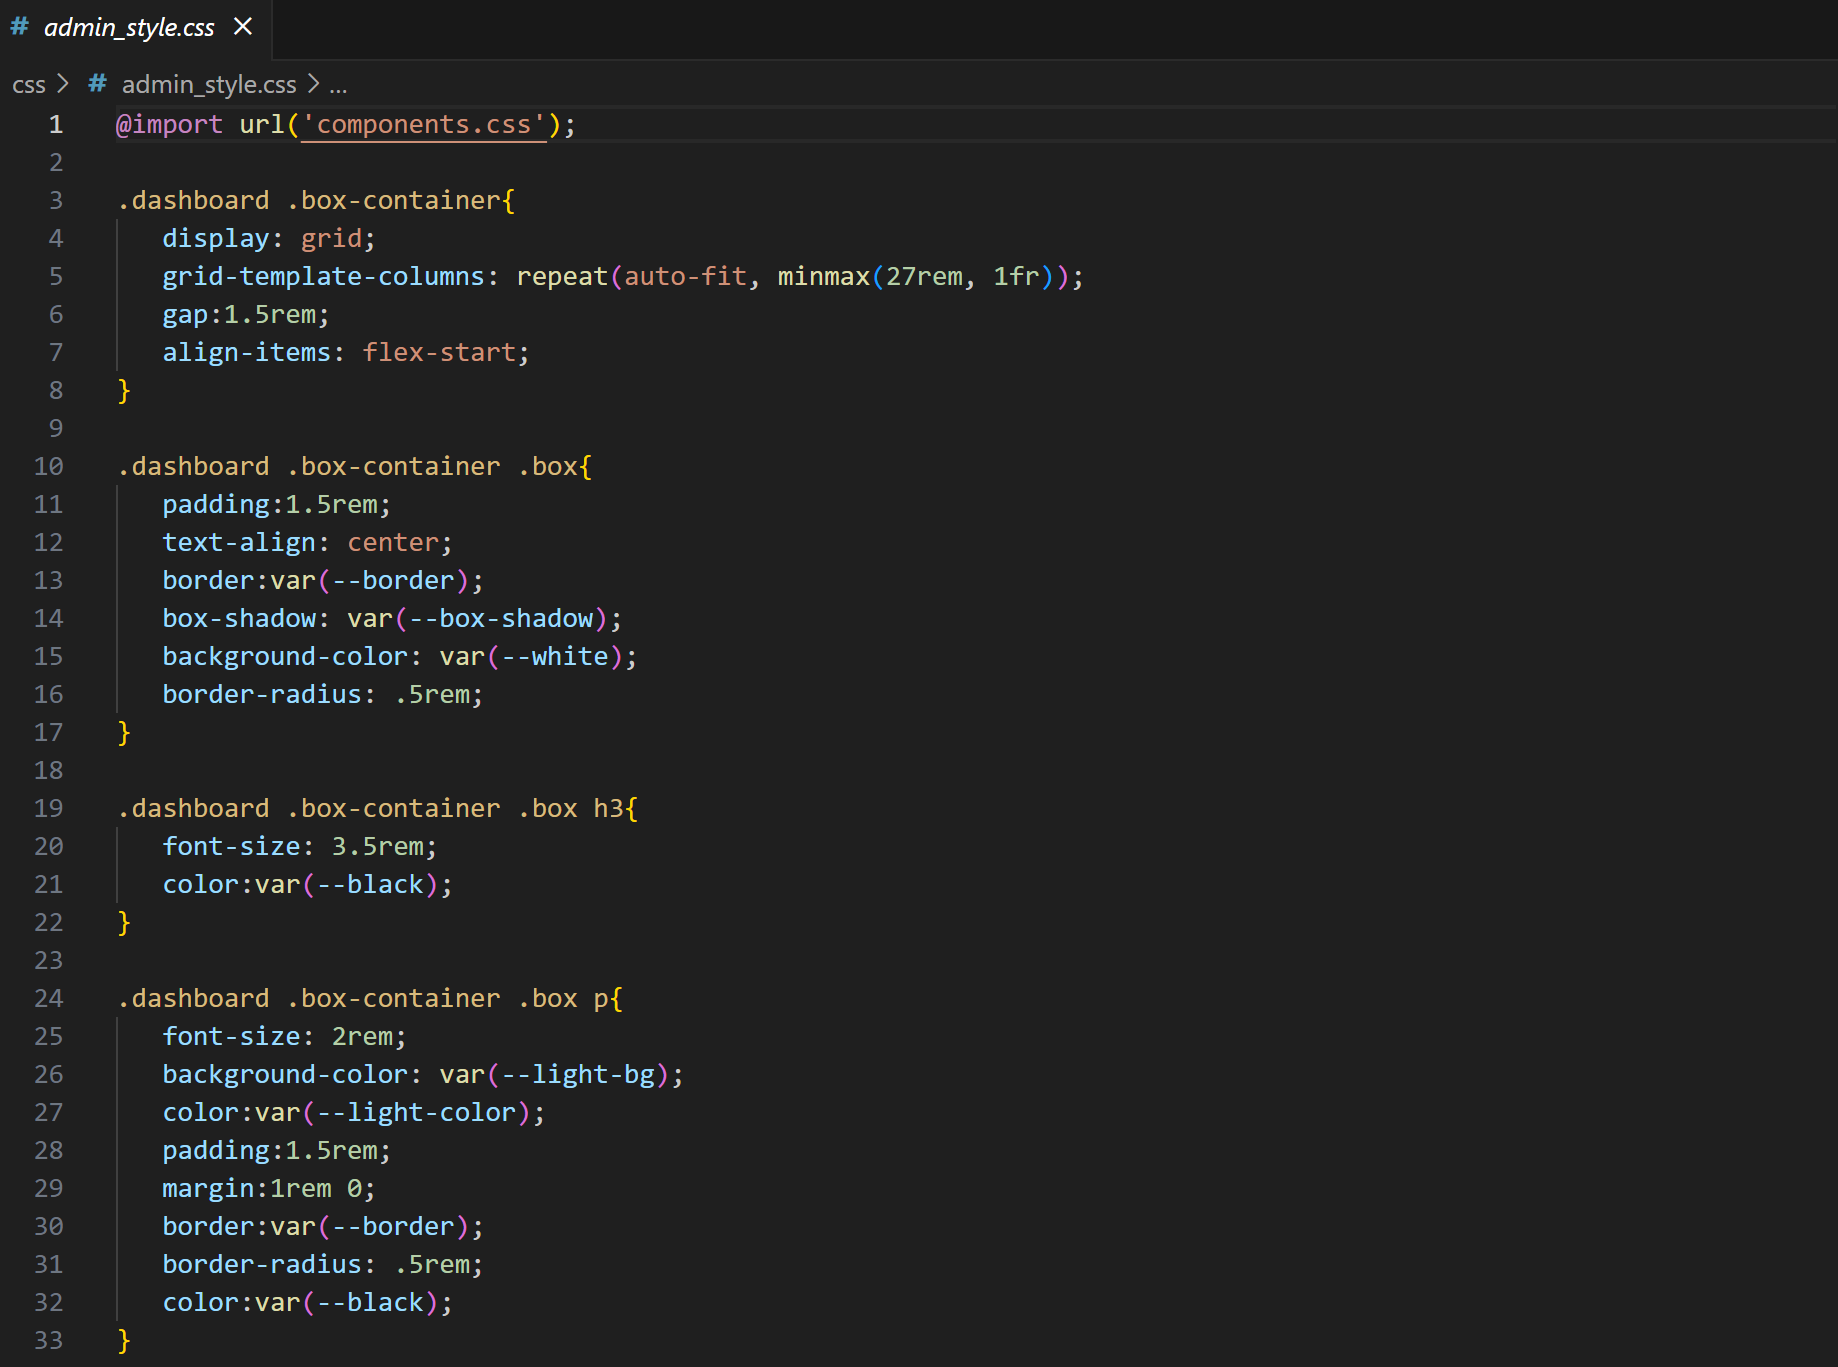 # admin_style.css ×
css > # admin_style.css > ...
1 @import url('components.css');
2
3 .dashboard .box-container{
4    display: grid;
5    grid-template-columns: repeat(auto-fit, minmax(27rem, 1fr));
6    gap:1.5rem;
7    align-items: flex-start;
8 }
9
10 .dashboard .box-container .box{
11    padding:1.5rem;
12    text-align: center;
13    border:var(--border);
14    box-shadow: var(--box-shadow);
15    background-color: var(--white);
16    border-radius: .5rem;
17 }
18
19 .dashboard .box-container .box h3{
20    font-size: 3.5rem;
21    color:var(--black);
22 }
23
24 .dashboard .box-container .box p{
25    font-size: 2rem;
26    background-color: var(--light-bg);
27    color:var(--light-color);
28    padding:1.5rem;
29    margin:1rem 0;
30    border:var(--border);
31    border-radius: .5rem;
32    color:var(--black);
33 }